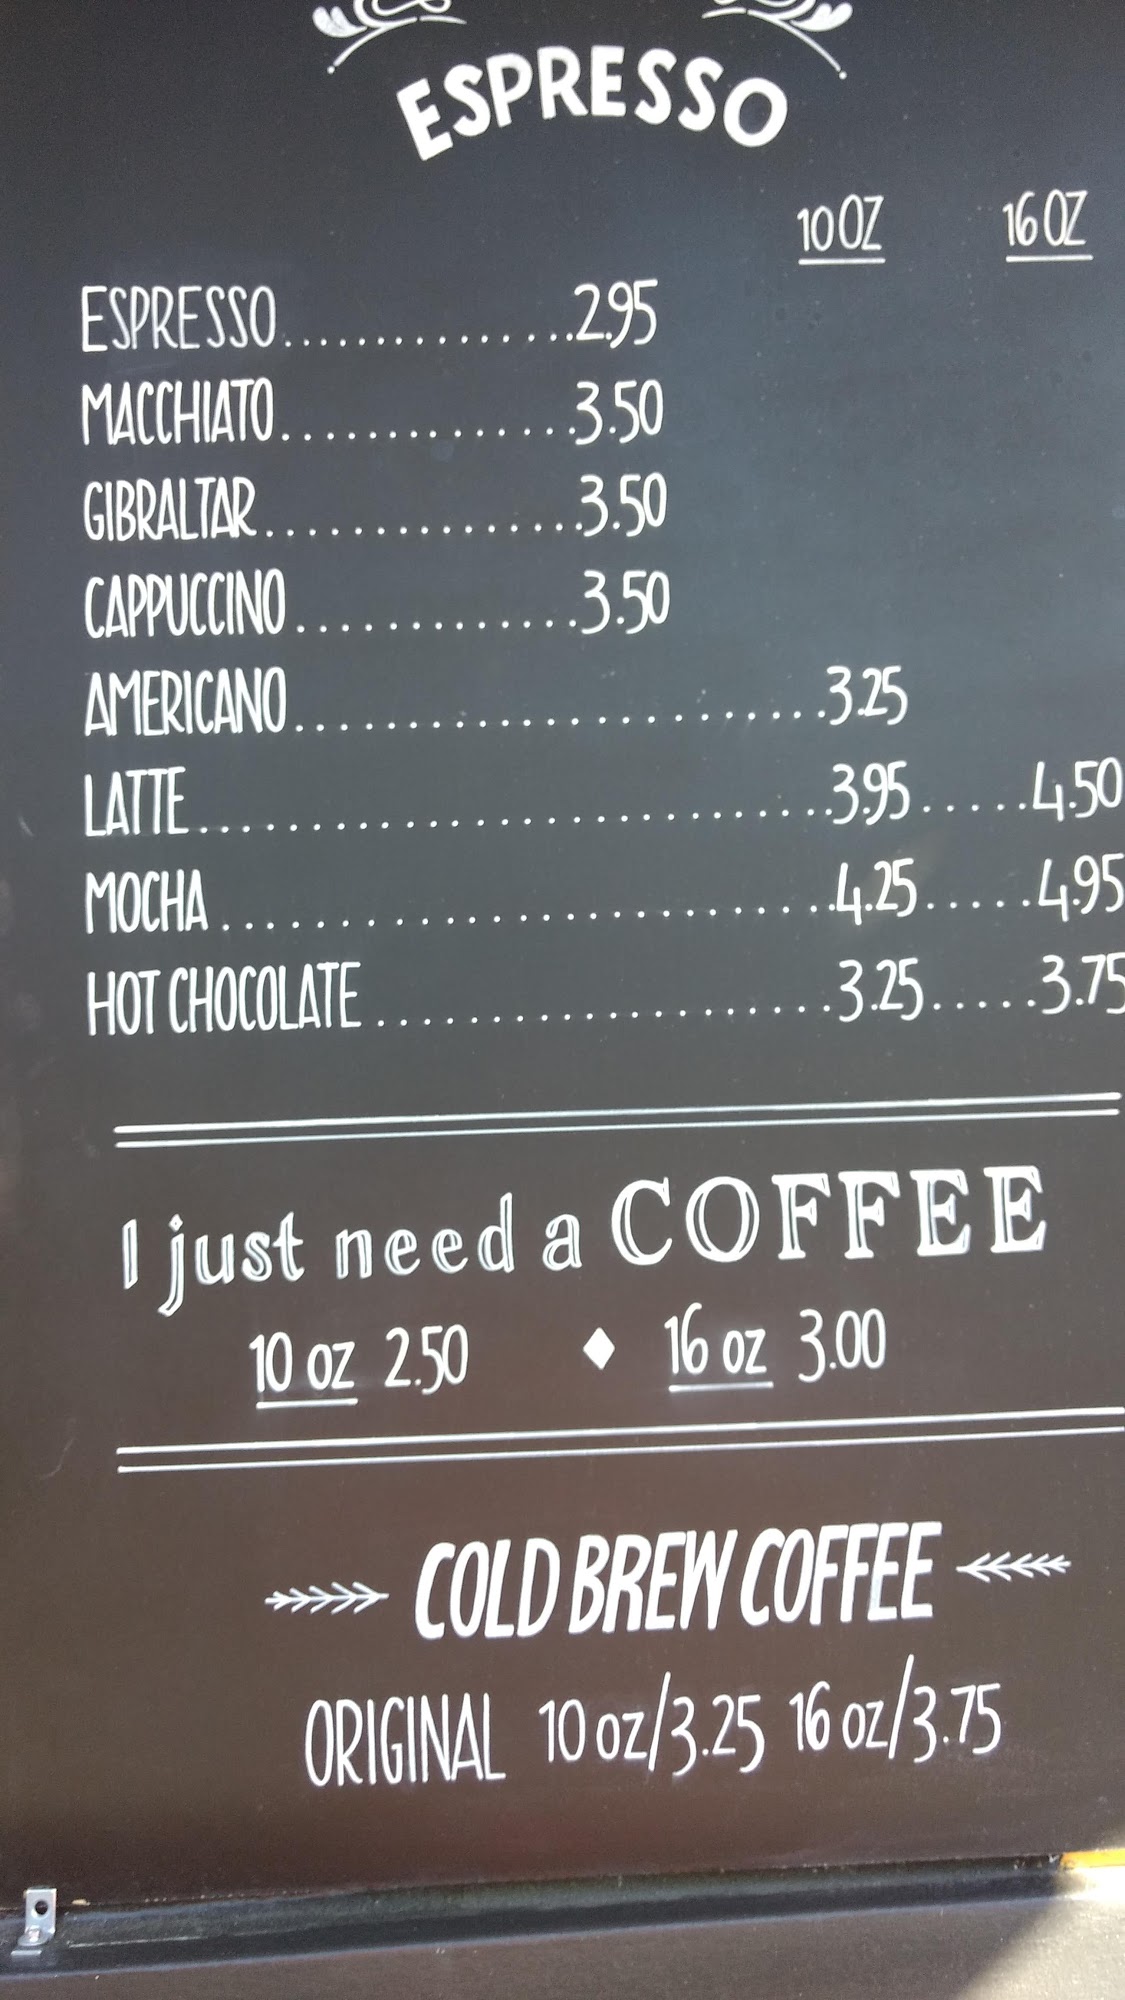 ESPRESSO
10 OZ 16 OZ
ESPRESSO...............2.95
MACCHIATO..............3.50
GIBRALTAR...............3.50
CAPPUCCINO.............3.50
AMERICANO........................3.25
LATTE.............................3.95.....4.50
MOCHA............................4.25.....4.95
HOT CHOCOLATE.....................3.25.....3.75
I just need a COFFEE
10 oz 2.50 ♦ 16 oz 3.00
COLD BREW COFFEE
ORIGINAL 10 oz/3.25 16 oz/3.75